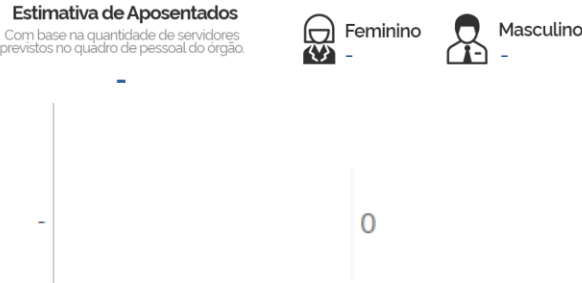 Estimativa de Aposentados
Com base na quantidade de servidores
previstos no quadro de pessoal do órgão.
-
Feminino
-
Masculino
-
-
0